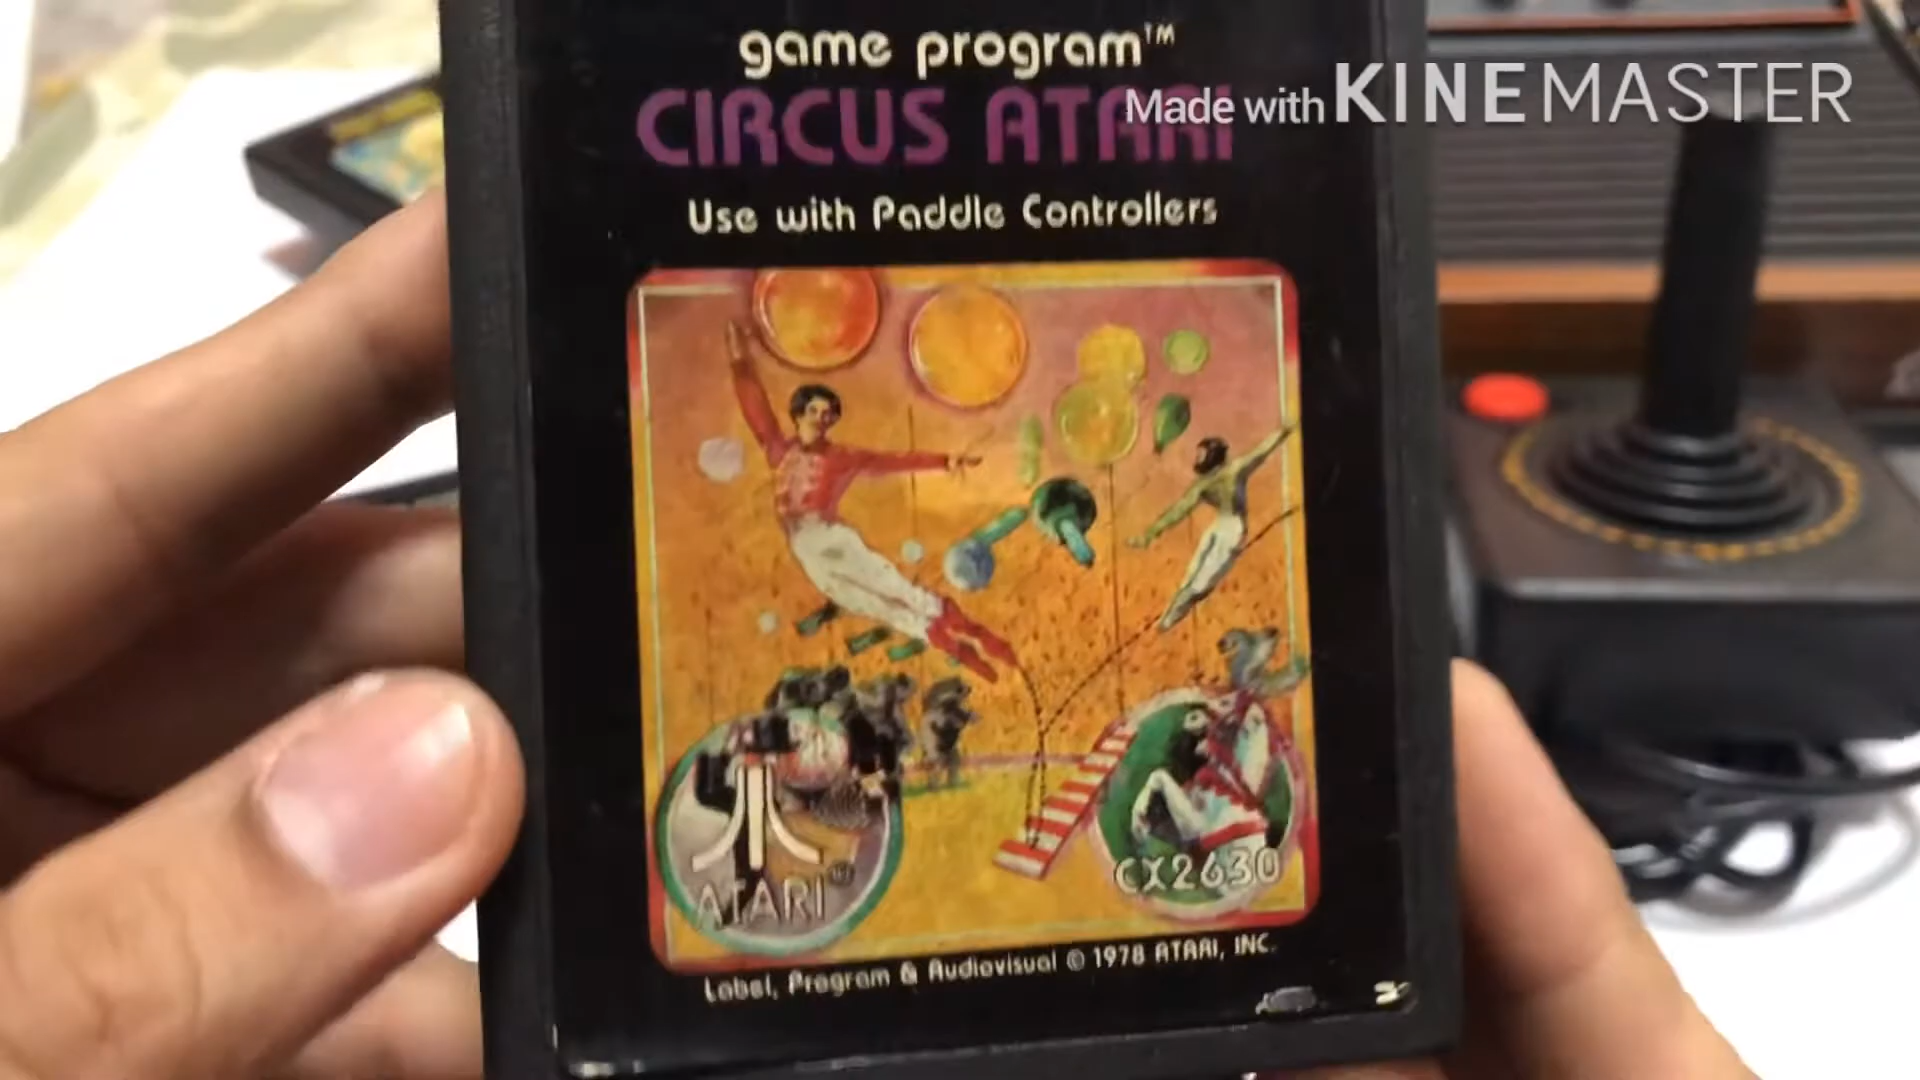 game program™
CIRCUS ATARI
Made with KINEMASTER
Use with Paddle Controllers
ATARI®
CX2630
Label, Program & Audiovisual © 1978 ATARI, INC.